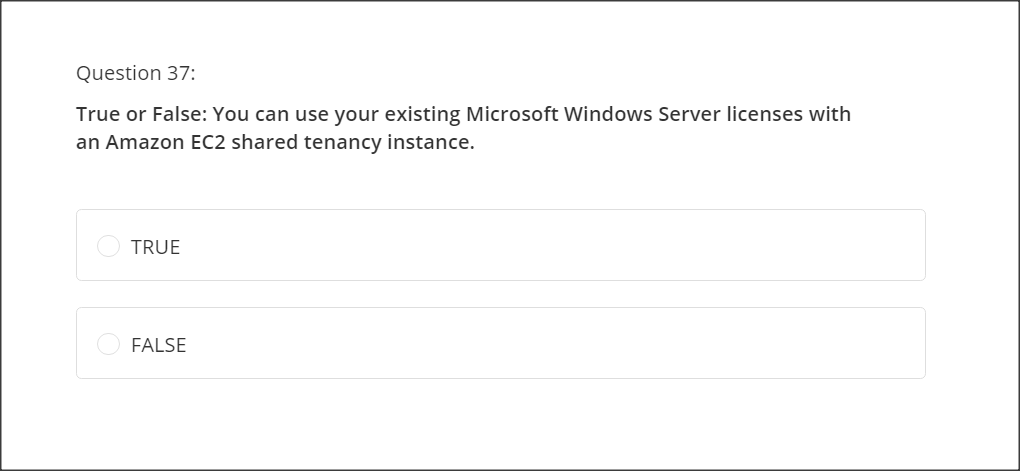 Question 37:
True or False: You can use your existing Microsoft Windows Server licenses with
an Amazon EC2 shared tenancy instance.
TRUE
FALSE